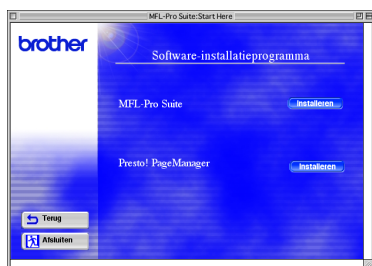 MFL-Pro Suite:Start Here
brother
Software-installatieprogramma
MFL-Pro Suite
Installeren
Presto! PageManager
Installeren
Terug
Afsluiten